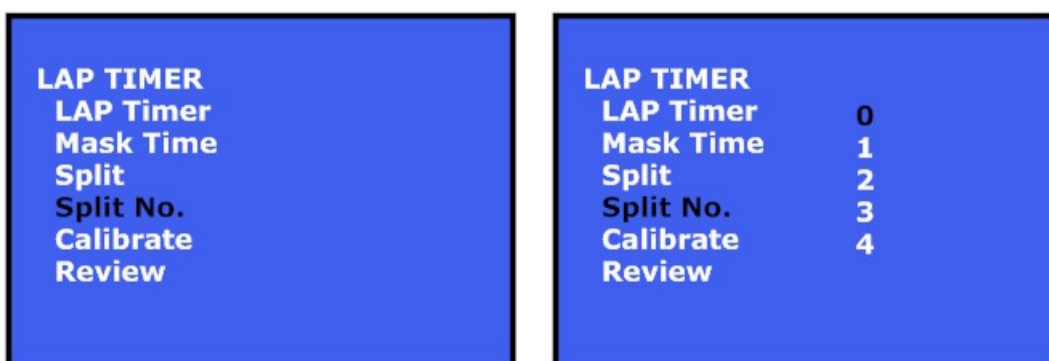 LAP TIMER
LAP Timer
Mask Time
Split
Split No.
Calibrate
Review
LAP TIMER
LAP Timer 0
Mask Time 1
Split 2
Split No. 3
Calibrate 4
Review